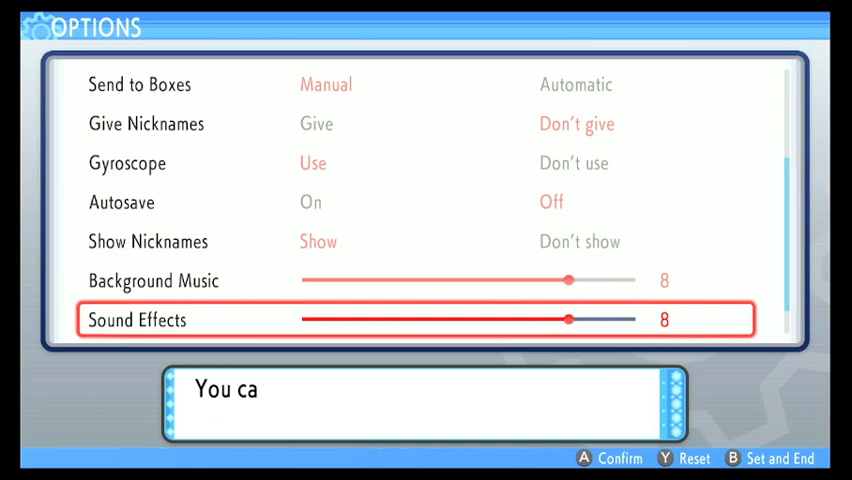 OPTIONS
Send to Boxes Manual Automatic
Give Nicknames Give Don't give
Gyroscope Use Don't use
Autosave On Off
Show Nicknames Show Don't show
Background Music 8
Sound Effects 8
You ca
A Confirm Y Reset B Set and End